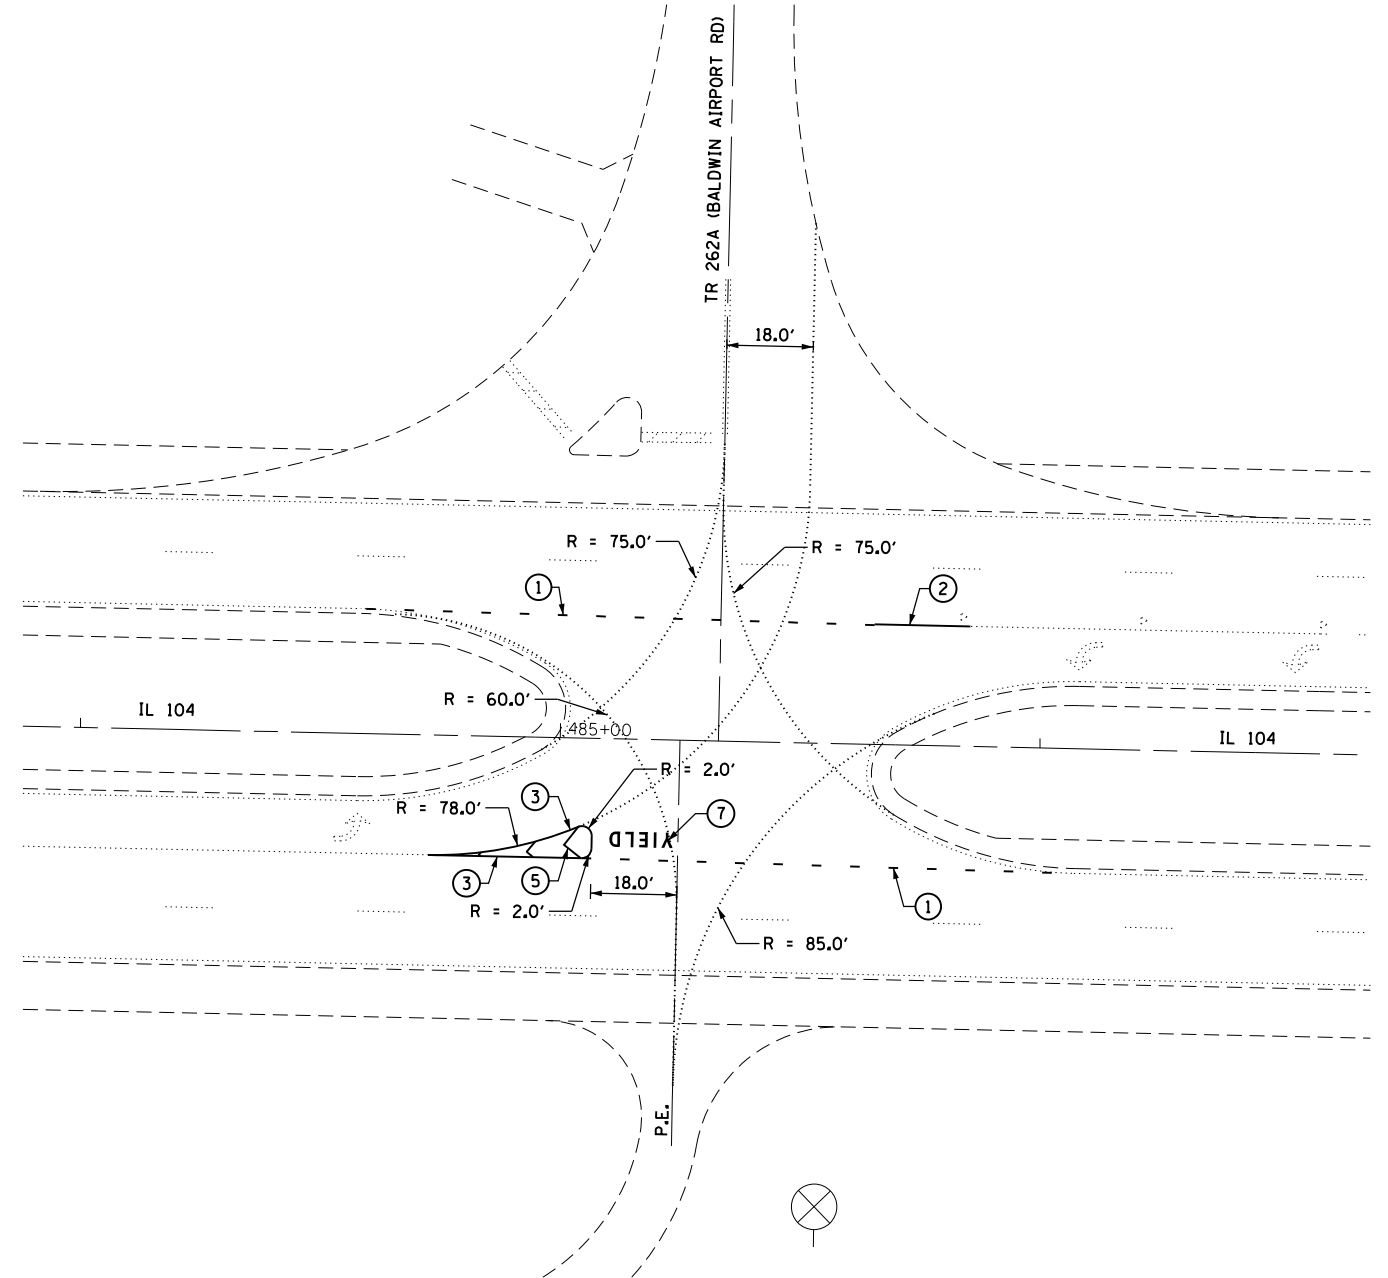 TR 262A (BALDWIN AIRPORT RD)
18.0'
R = 75.0'
R = 75.0'
1
2
R = 60.0'
IL 104
485+00
IL 104
R = 2.0'
3
R = 78.0'
7
YIELD
3
5
18.0'
R = 2.0'
1
R = 85.0'
P.E.